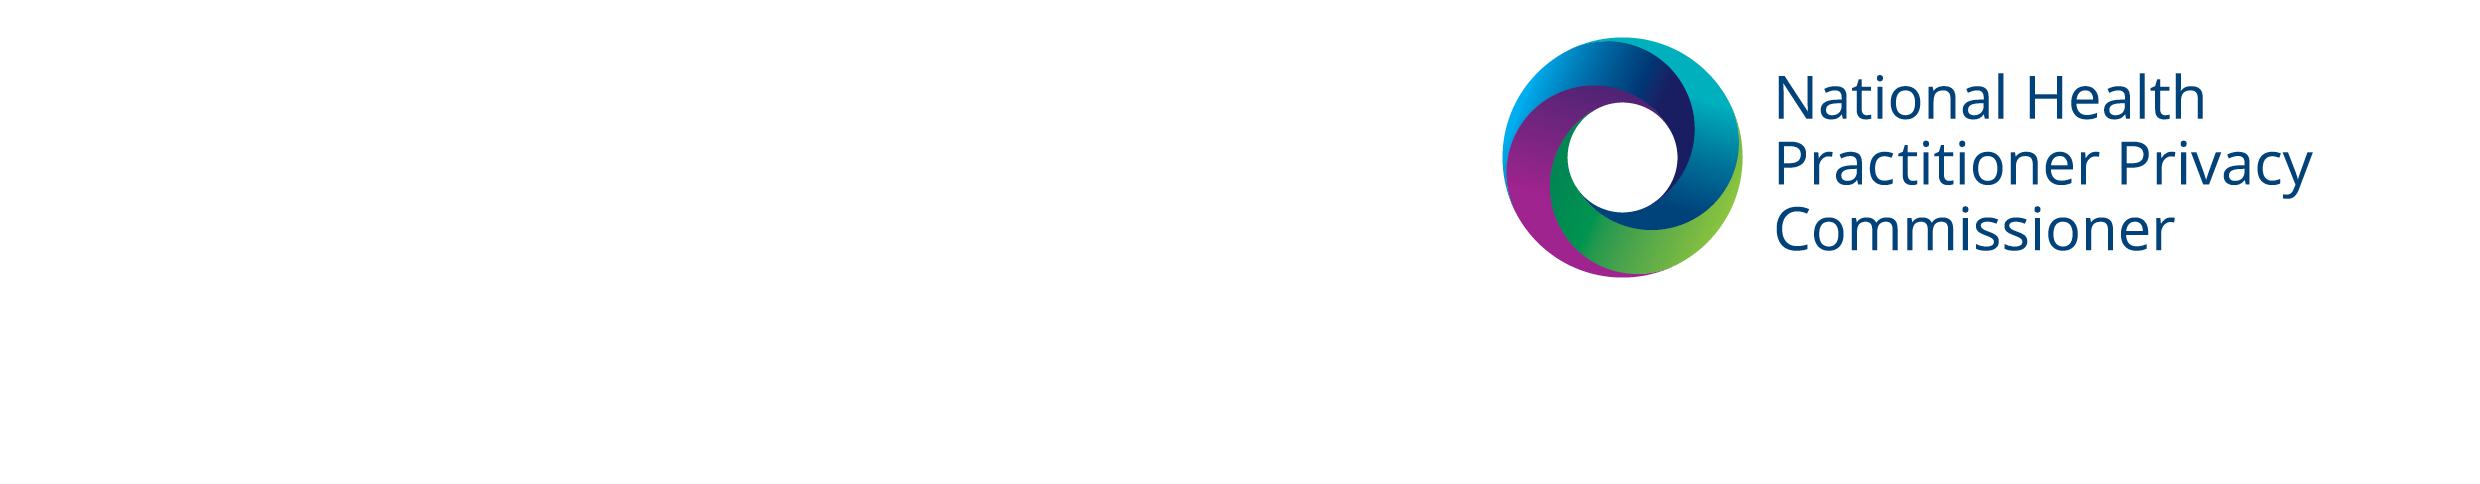 National Health
Practitioner Privacy
Commissioner